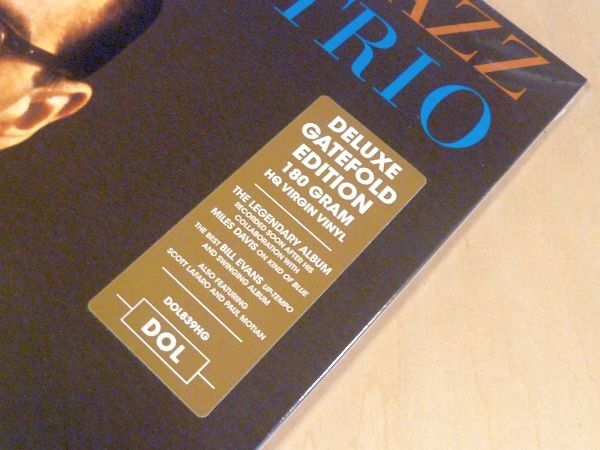 AZZ
TRIO
DELUXE
GATEFOLD
EDITION
180 GRAM
HQ VIRGIN VINYL
THE LEGENDARY ALBUM
RECORDED SOON AFTER HIS
COLLABORATION WITH
MILES DAVIS ON KIND OF BLUE
THE BEST BILL EVANS UP-TEMPO
AND SWINGING ALBUM
ALSO FEATURING
SCOTT LAFARO AND PAUL MOTIAN
DOL839HG
DOL